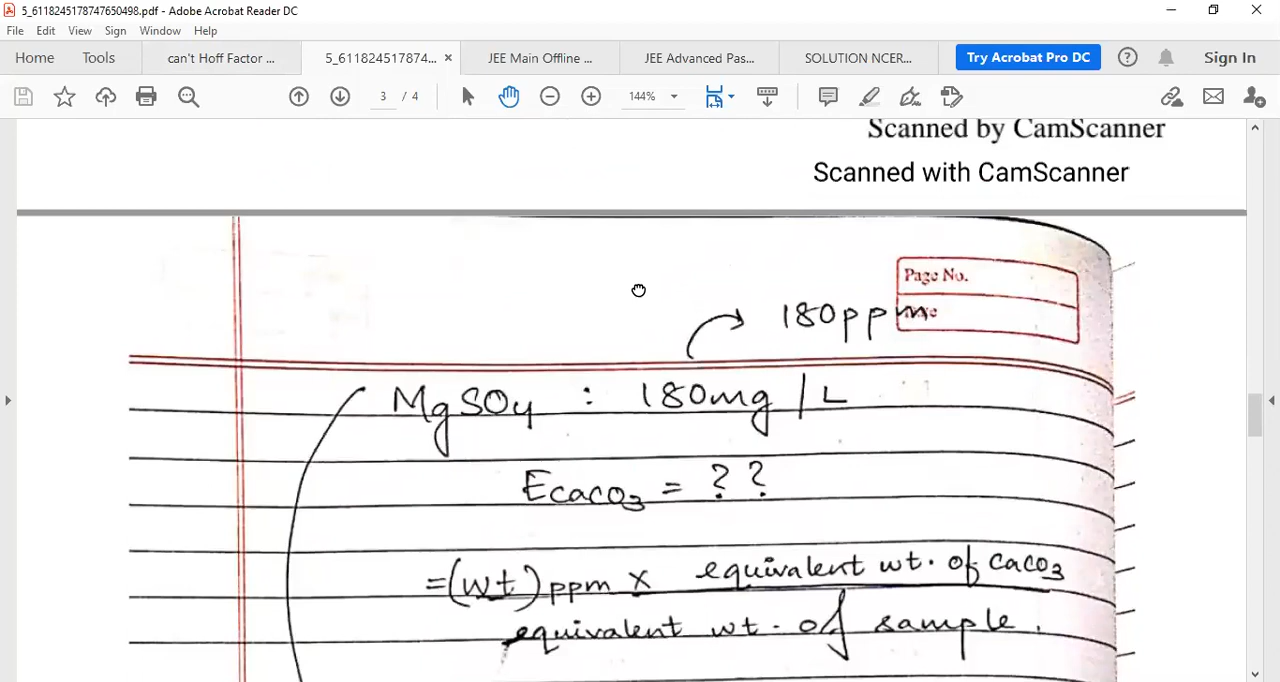 5_6118245178747650498.pdf - Adobe Acrobat Reader DC
File Edit View Sign Window Help
Home Tools can't Hoff Factor ... 5_611824517874... × JEE Main Offline ... JEE Advanced Pas... SOLUTION NCER... Try Acrobat Pro DC ? Sign In
3 / 4 144%
Scanned by CamScanner
Scanned with CamScanner
Page No.
180ppm
MgSO4 : 180mg / L
Ecaco3 = ??
=(wt)ppm x equivalent wt. of caco3
equivalent wt. of sample.